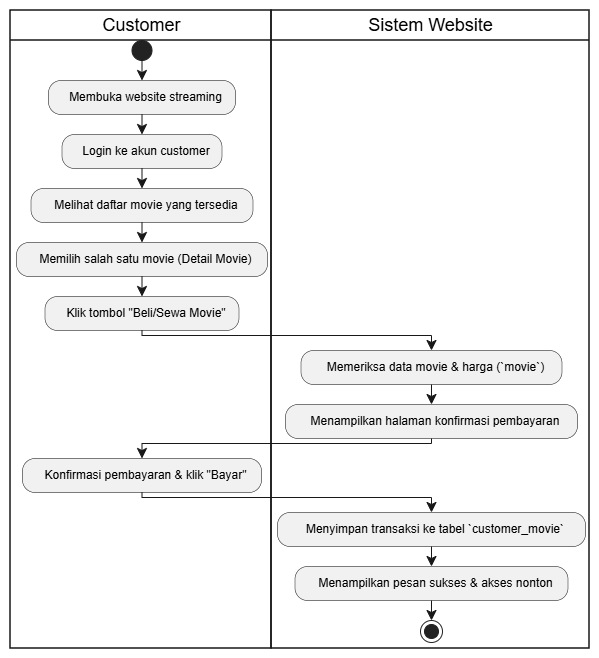 Customer
Sistem Website
Membuka website streaming
Login ke akun customer
Melihat daftar movie yang tersedia
Memilih salah satu movie (Detail Movie)
Klik tombol "Beli/Sewa Movie"
Memeriksa data movie & harga (`movie`)
Menampilkan halaman konfirmasi pembayaran
Konfirmasi pembayaran & klik "Bayar"
Menyimpan transaksi ke tabel `customer_movie`
Menampilkan pesan sukses & akses nonton